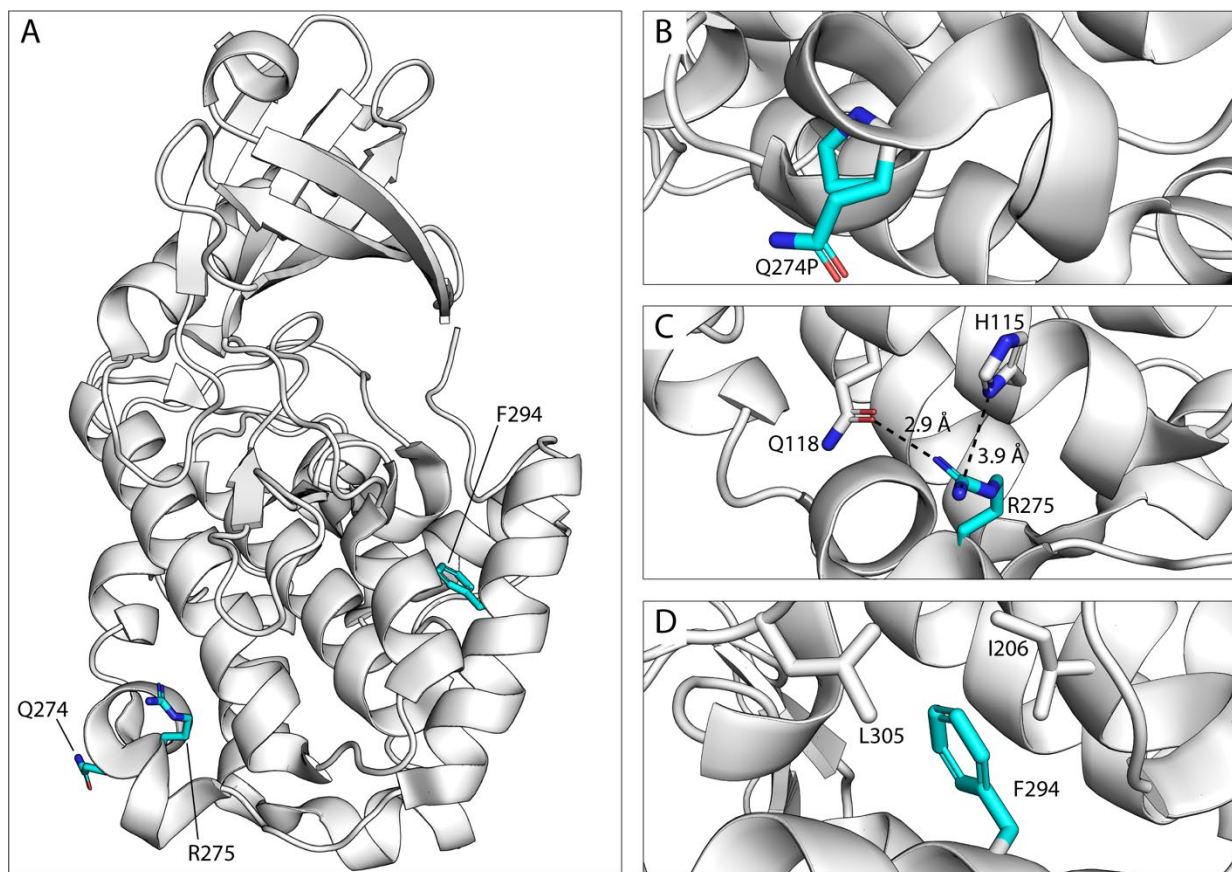 A
F294
Q274
R275
B
Q274P
C
H115
2.9 Å
Q118
3.9 Å
R275
D
I206
L305
F294